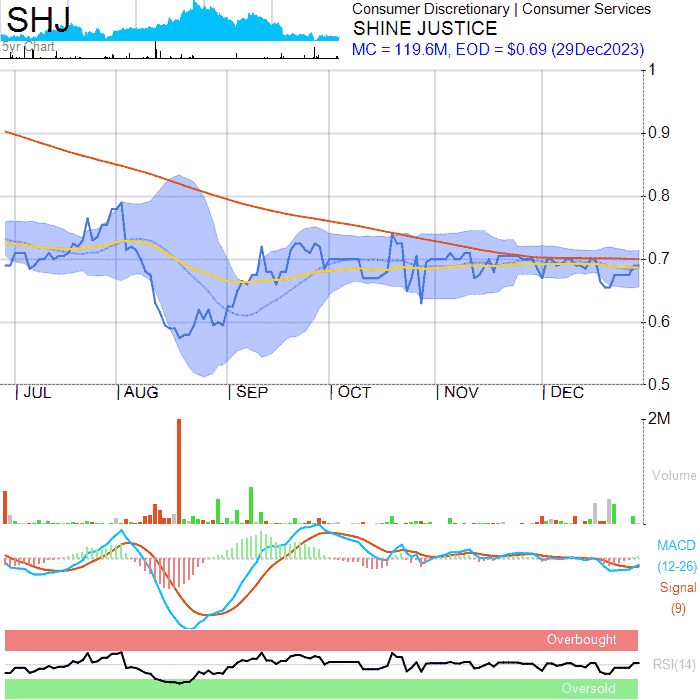 SHJ
5yr Chart
Consumer Discretionary | Consumer Services
SHINE JUSTICE
MC = 119.6M, EOD = $0.69 (29Dec2023)
1
0.9
0.8
0.7
0.6
0.5
JUL AUG SEP OCT NOV DEC
2M
Volume
MACD
(12-26)
Signal
(9)
Overbought
RSI(14)
Oversold